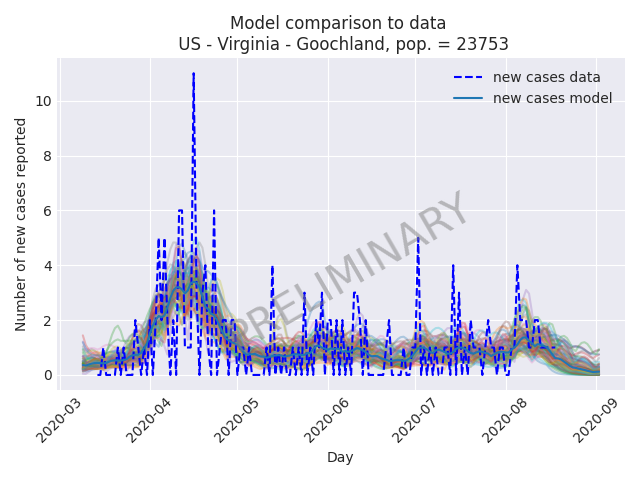 Model comparison to data
US - Virginia - Goochland, pop. = 23753
Number of new cases reported
10
8
6
4
2
0
new cases data
new cases model
PRELIMINARY
2020-03
2020-04
2020-05
2020-06
2020-07
2020-08
2020-09
Day